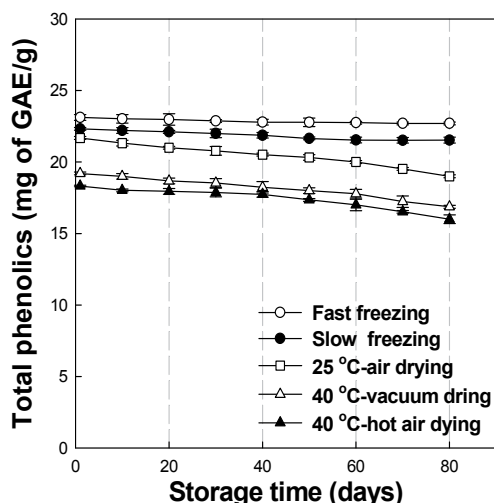 Total phenolics (mg of GAE/g)
30
25
20
15
10
5
0
Fast freezing
Slow freezing
25 °C-air drying
40 °C-vacuum dring
40 °C-hot air dying
0 20 40 60 80
Storage time (days)